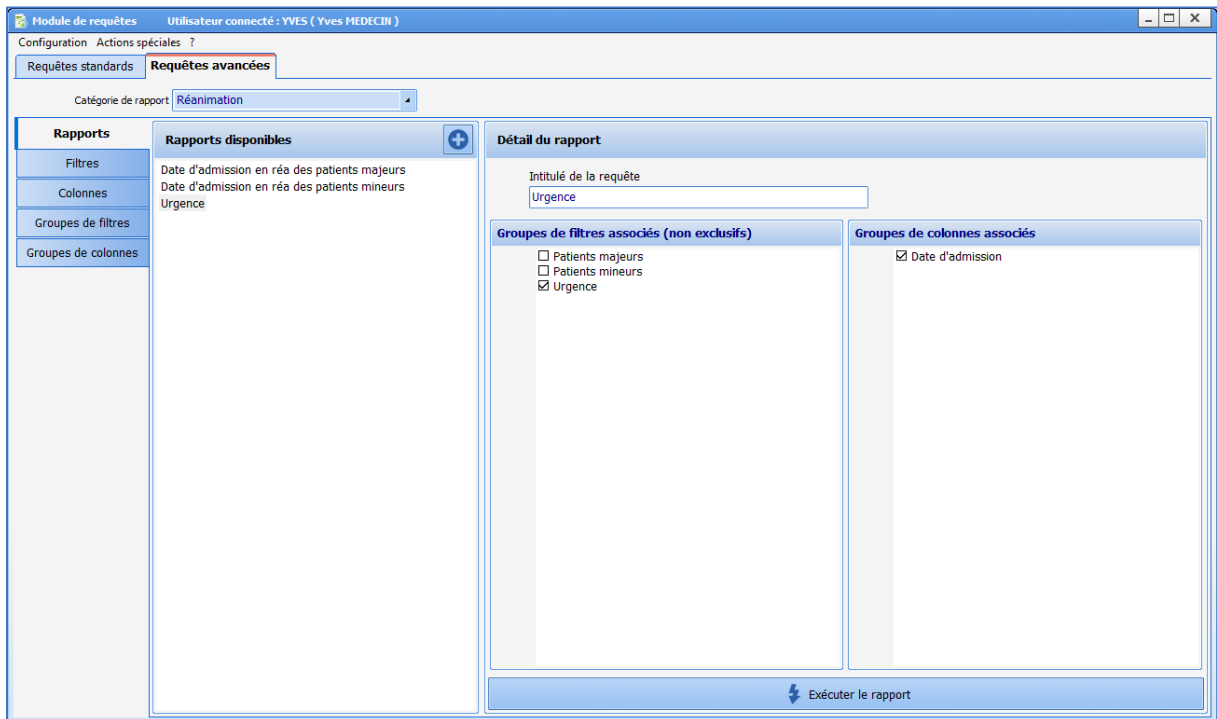 Module de requêtes Utilisateur connecté : YVES ( Yves MEDECIN )
Configuration Actions spéciales ?
Requêtes standards Requêtes avancées
Catégorie de rapport Réanimation
Rapports
Filtres
Colonnes
Groupes de filtres
Groupes de colonnes
Rapports disponibles
Date d'admission en réa des patients majeurs
Date d'admission en réa des patients mineurs
Urgence
Détail du rapport
Intitulé de la requête
Urgence
Groupes de filtres associés (non exclusifs)
Patients majeurs
Patients mineurs
Urgence
Groupes de colonnes associés
Date d'admission
Exécuter le rapport